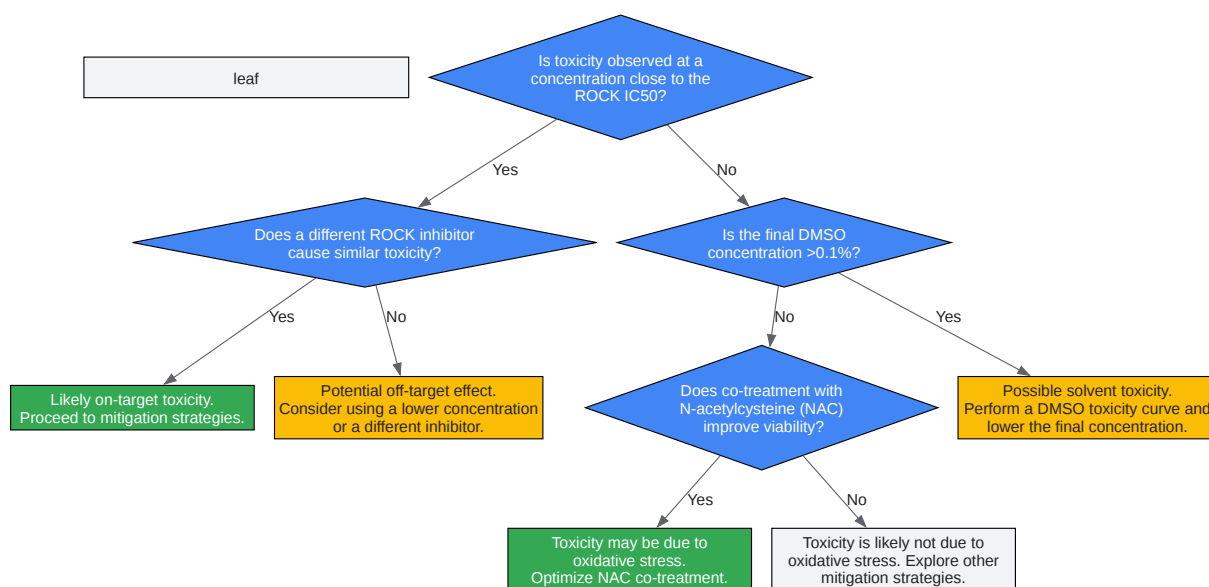 leaf
Is toxicity observed at a
concentration close to the
ROCK IC50?
Yes
No
Does a different ROCK inhibitor
cause similar toxicity?
Is the final DMSO
concentration >0.1%?
Yes
No
No
Yes
Likely on-target toxicity.
Proceed to mitigation strategies.
Potential off-target effect.
Consider using a lower concentration
or a different inhibitor.
Does co-treatment with
N-acetylcysteine (NAC)
improve viability?
Possible solvent toxicity.
Perform a DMSO toxicity curve and
lower the final concentration.
Yes
No
Toxicity may be due to
oxidative stress.
Optimize NAC co-treatment.
Toxicity is likely not due to
oxidative stress. Explore other
mitigation strategies.